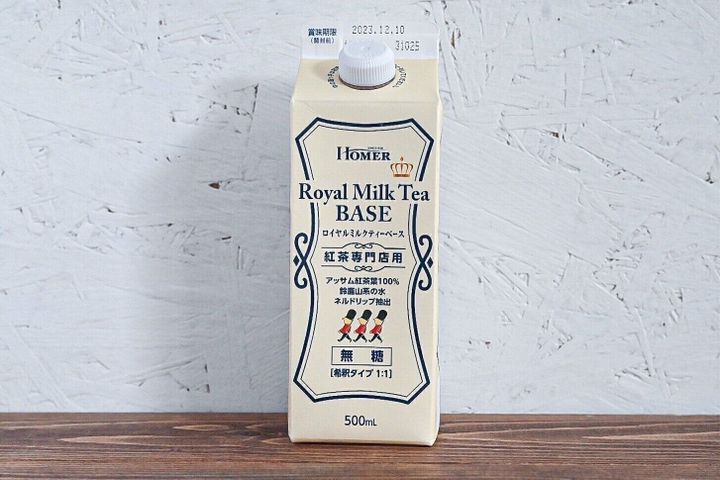 賞味期限
(開封前)
2023.12.10
31025
HOMER
Royal Milk Tea
BASE
ロイヤルミルクティーベース
紅茶専門店用
アッサム紅茶葉100%
鈴鹿山系の水
ネルドリップ抽出
無糖
[希釈タイプ 1:1]
500mL